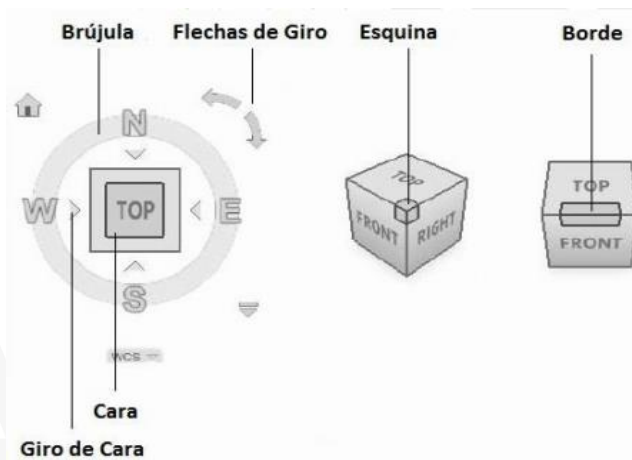 Brújula Flechas de Giro Esquina Borde
N
W TOP E
S
WCS
TOP
FRONT RIGHT
TOP
FRONT
Cara
Giro de Cara